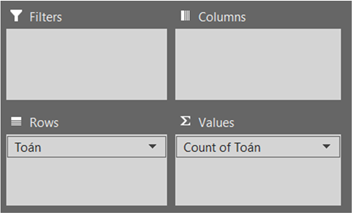 Filters
Columns
Rows
Σ Values
Toán
Count of Toán